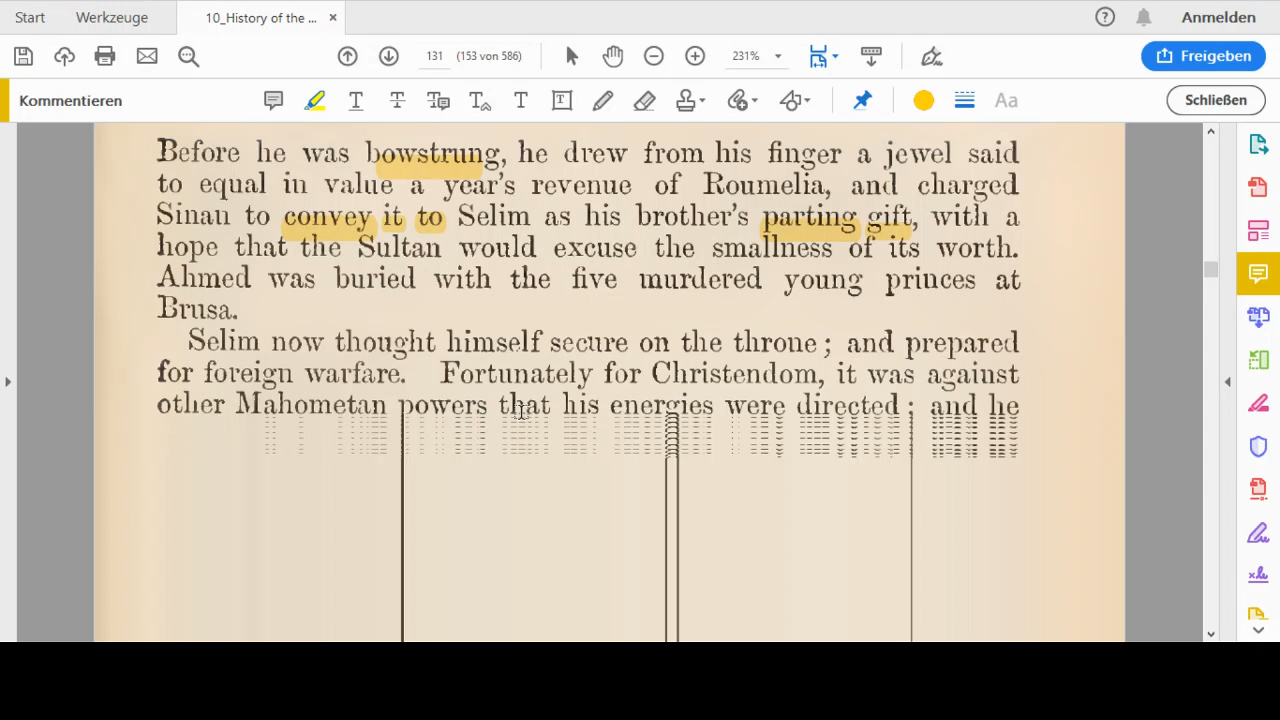 Start
Werkzeuge
10_History of the ...
Anmelden
131
(153 von 586)
231%
Freigeben
Kommentieren
Aa
Schließen
Before he was bowstrung, he drew from his finger a jewel said
to equal in value a year's revenue of Roumelia, and charged
Sinau to convey it to Selim as his brother's parting gift, with a
hope that the Sultan would excuse the smallness of its worth.
Ahmed was buried with the five murdered young princes at
Brusa.
Selim now thought himself secure on the throne; and prepared
for foreign warfare. Fortunately for Christendom, it was against
other Mahometan powers that his energies were directed; and he